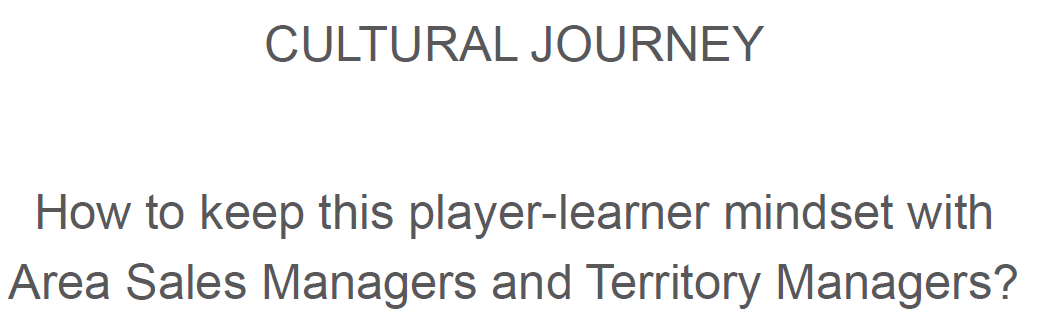 CULTURAL JOURNEY
How to keep this player-learner mindset with
Area Sales Managers and Territory Managers?